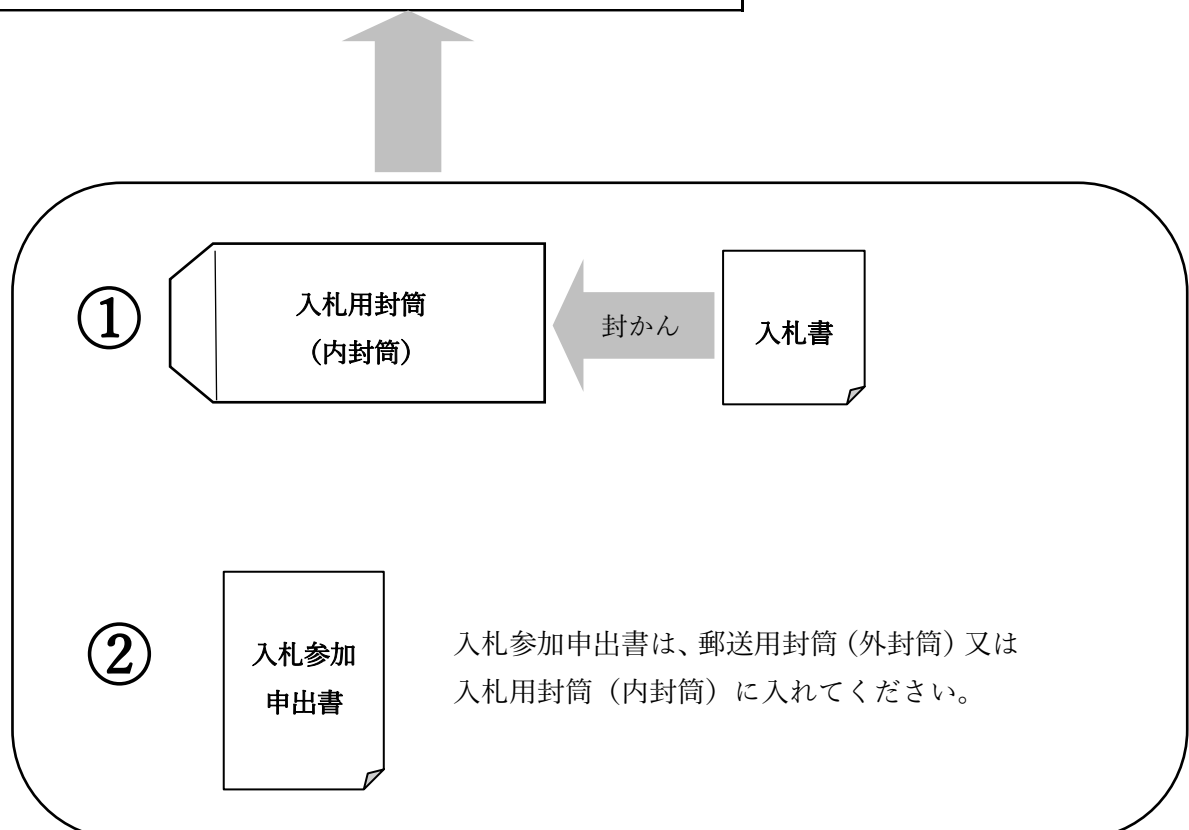 ①
入札用封筒
（内封筒）
封かん
入札書
②
入札参加
申出書
入札参加申出書は、郵送用封筒（外封筒）又は
入札用封筒（内封筒）に入れてください。